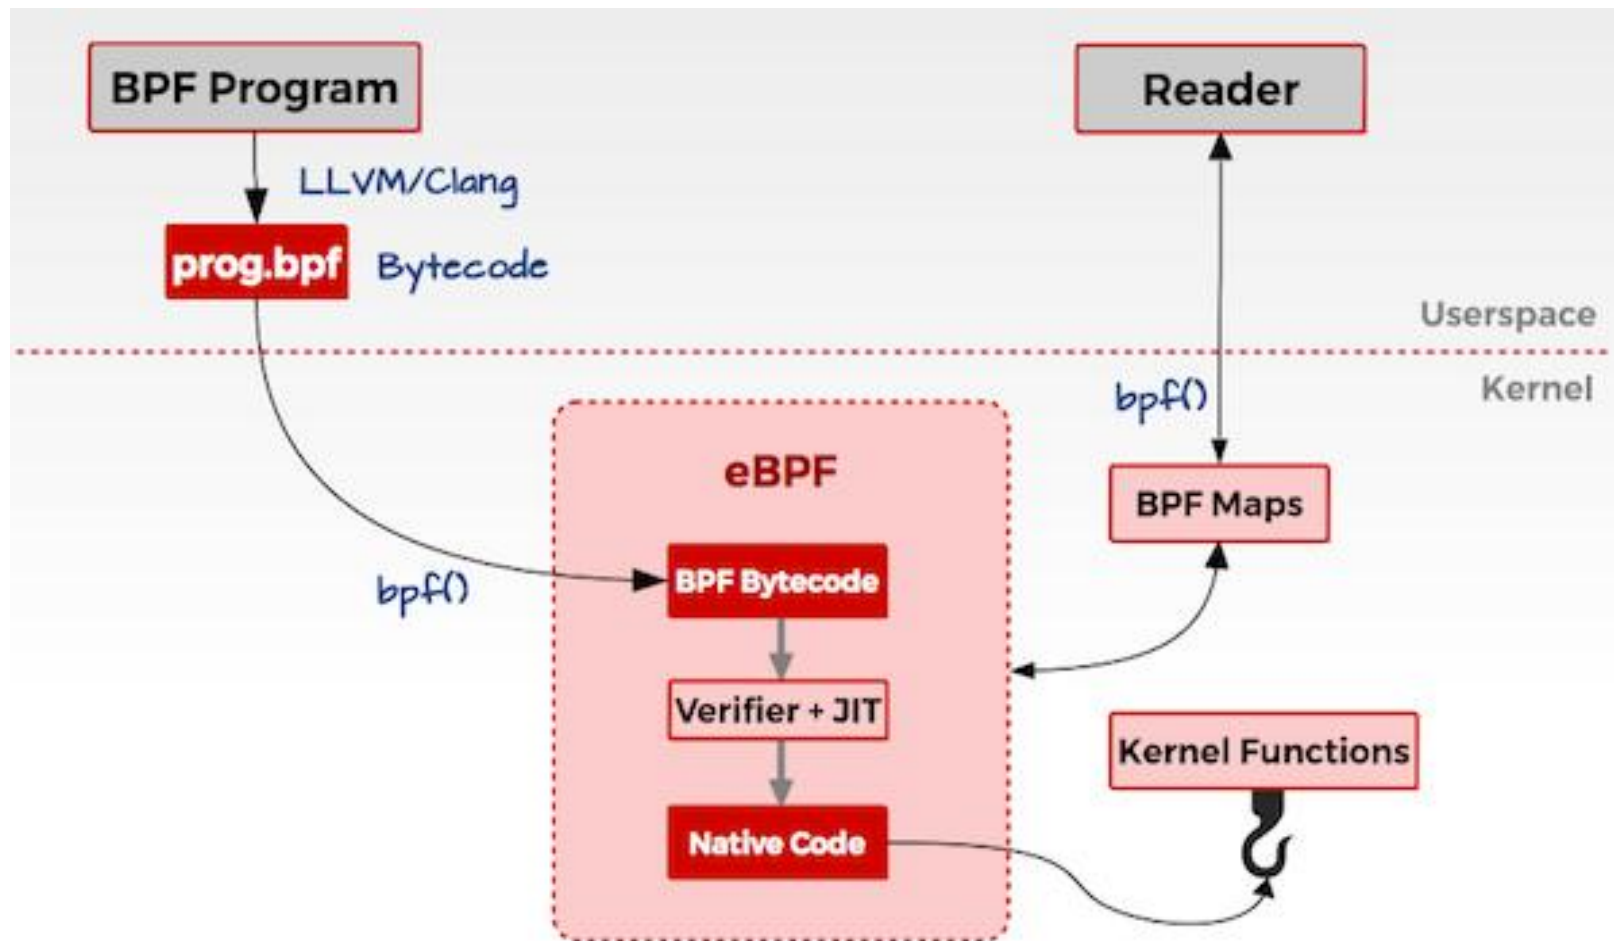 BPF Program
Reader
LLVM/Clang
prog.bpf
Bytecode
Userspace
Kernel
bpf()
eBPF
BPF Maps
BPF Bytecode
bpf()
Verifier + JIT
Kernel Functions
Native Code